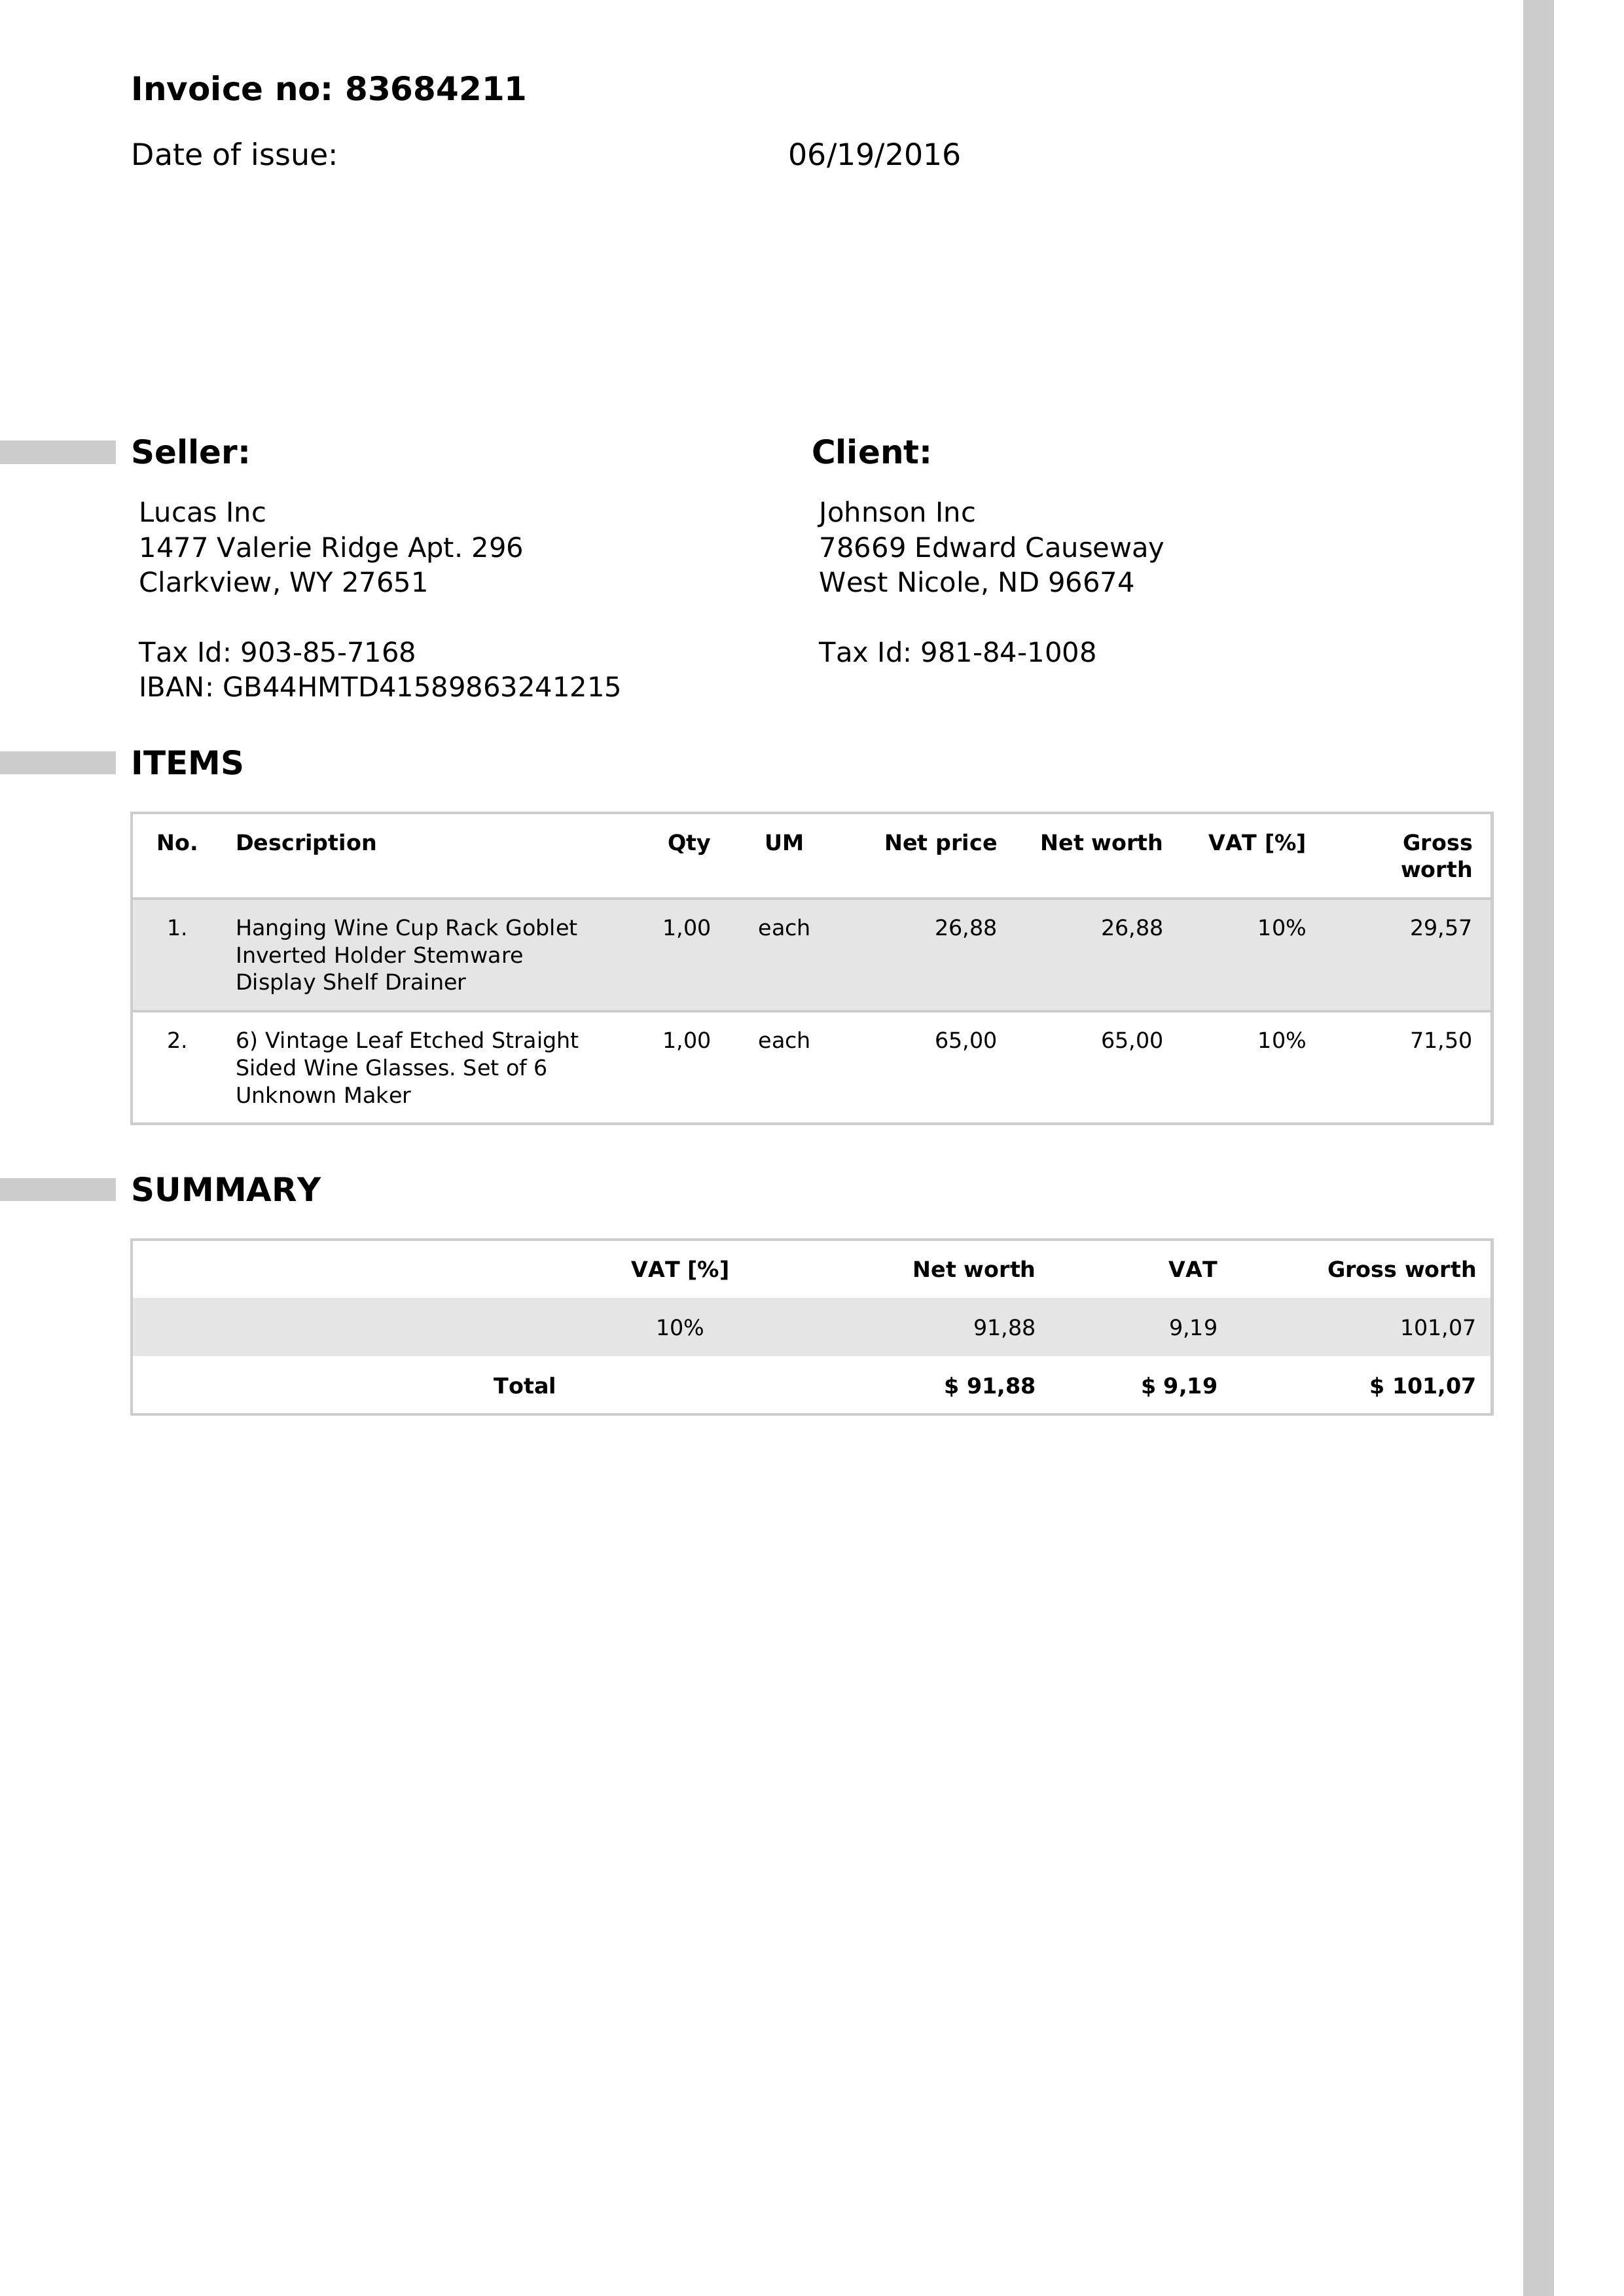 Invoice no: 83684211
Date of issue: 06/19/2016
Seller:
Lucas Inc
1477 Valerie Ridge Apt. 296
Clarkview, WY 27651
Tax Id: 903-85-7168
IBAN: GB44HMTD41589863241215
Client:
Johnson Inc
78669 Edward Causeway
West Nicole, ND 96674
Tax Id: 981-84-1008
ITEMS
No. Description Qty UM Net price Net worth VAT [%] Gross
worth
1. Hanging Wine Cup Rack Goblet 1,00 each 26,88 26,88 10% 29,57
Inverted Holder Stemware
Display Shelf Drainer
2. 6) Vintage Leaf Etched Straight 1,00 each 65,00 65,00 10% 71,50
Sided Wine Glasses. Set of 6
Unknown Maker
SUMMARY
VAT [%] Net worth VAT Gross worth
10% 91,88 9,19 101,07
Total $ 91,88 $ 9,19 $ 101,07